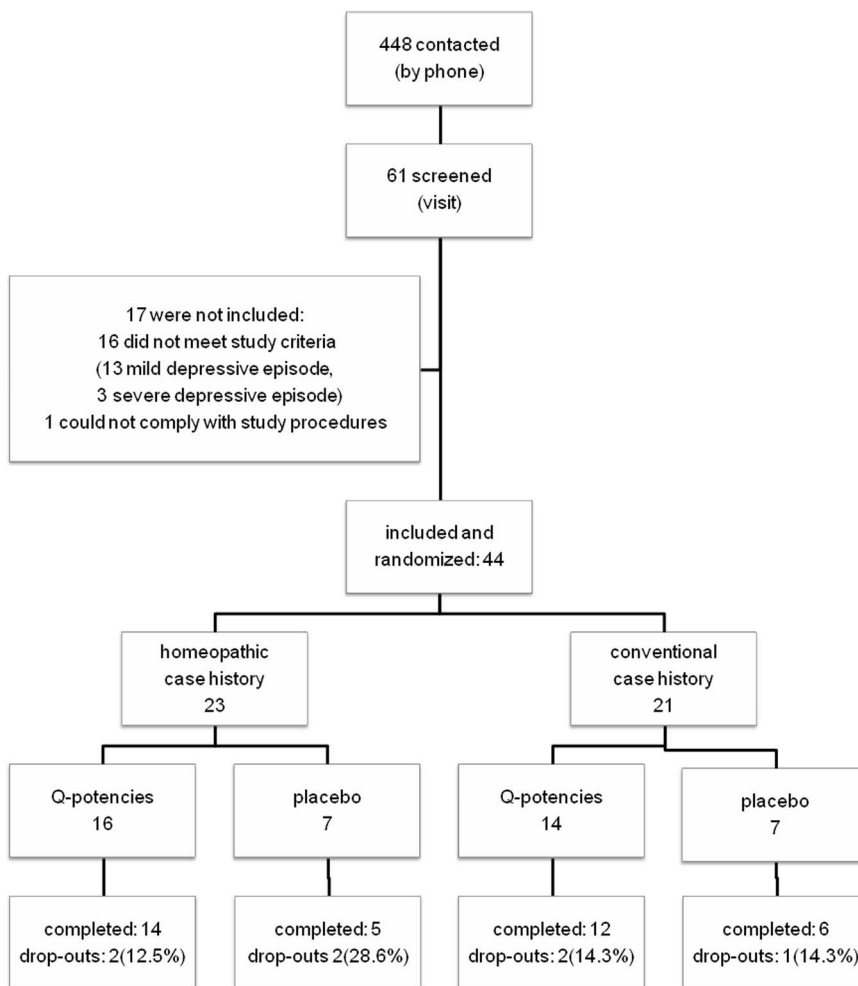 448 contacted
(by phone)
61 screened
(visit)
17 were not included:
16 did not meet study criteria
(13 mild depressive episode,
3 severe depressive episode)
1 could not comply with study procedures
included and
randomized: 44
homeopathic
case history
23
conventional
case history
21
Q-potencies
16
placebo
7
Q-potencies
14
placebo
7
completed: 14
drop-outs: 2(12.5%)
completed: 5
drop-outs 2(28.6%)
completed: 12
drop-outs: 2(14.3%)
completed: 6
drop-outs: 1(14.3%)